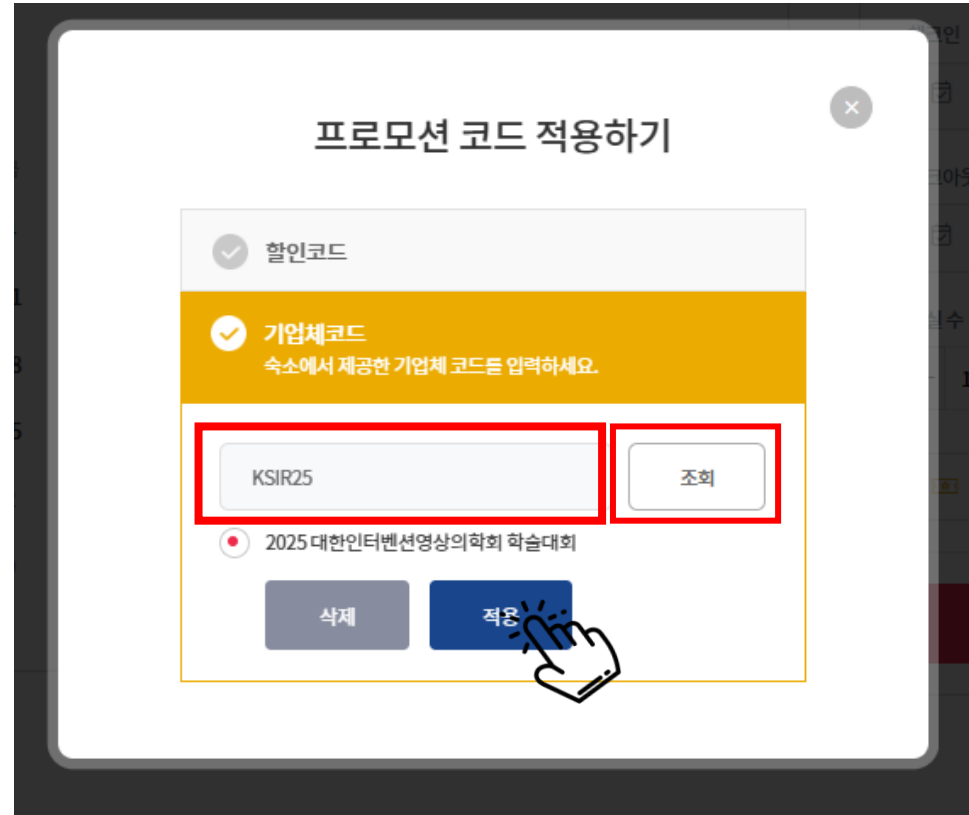 프로모션 코드 적용하기
할인코드
기업체코드
숙소에서 제공한 기업체 코드를 입력하세요.
KSIR25
조회
2025 대한인터벤션영상의학회 학술대회
삭제
적용